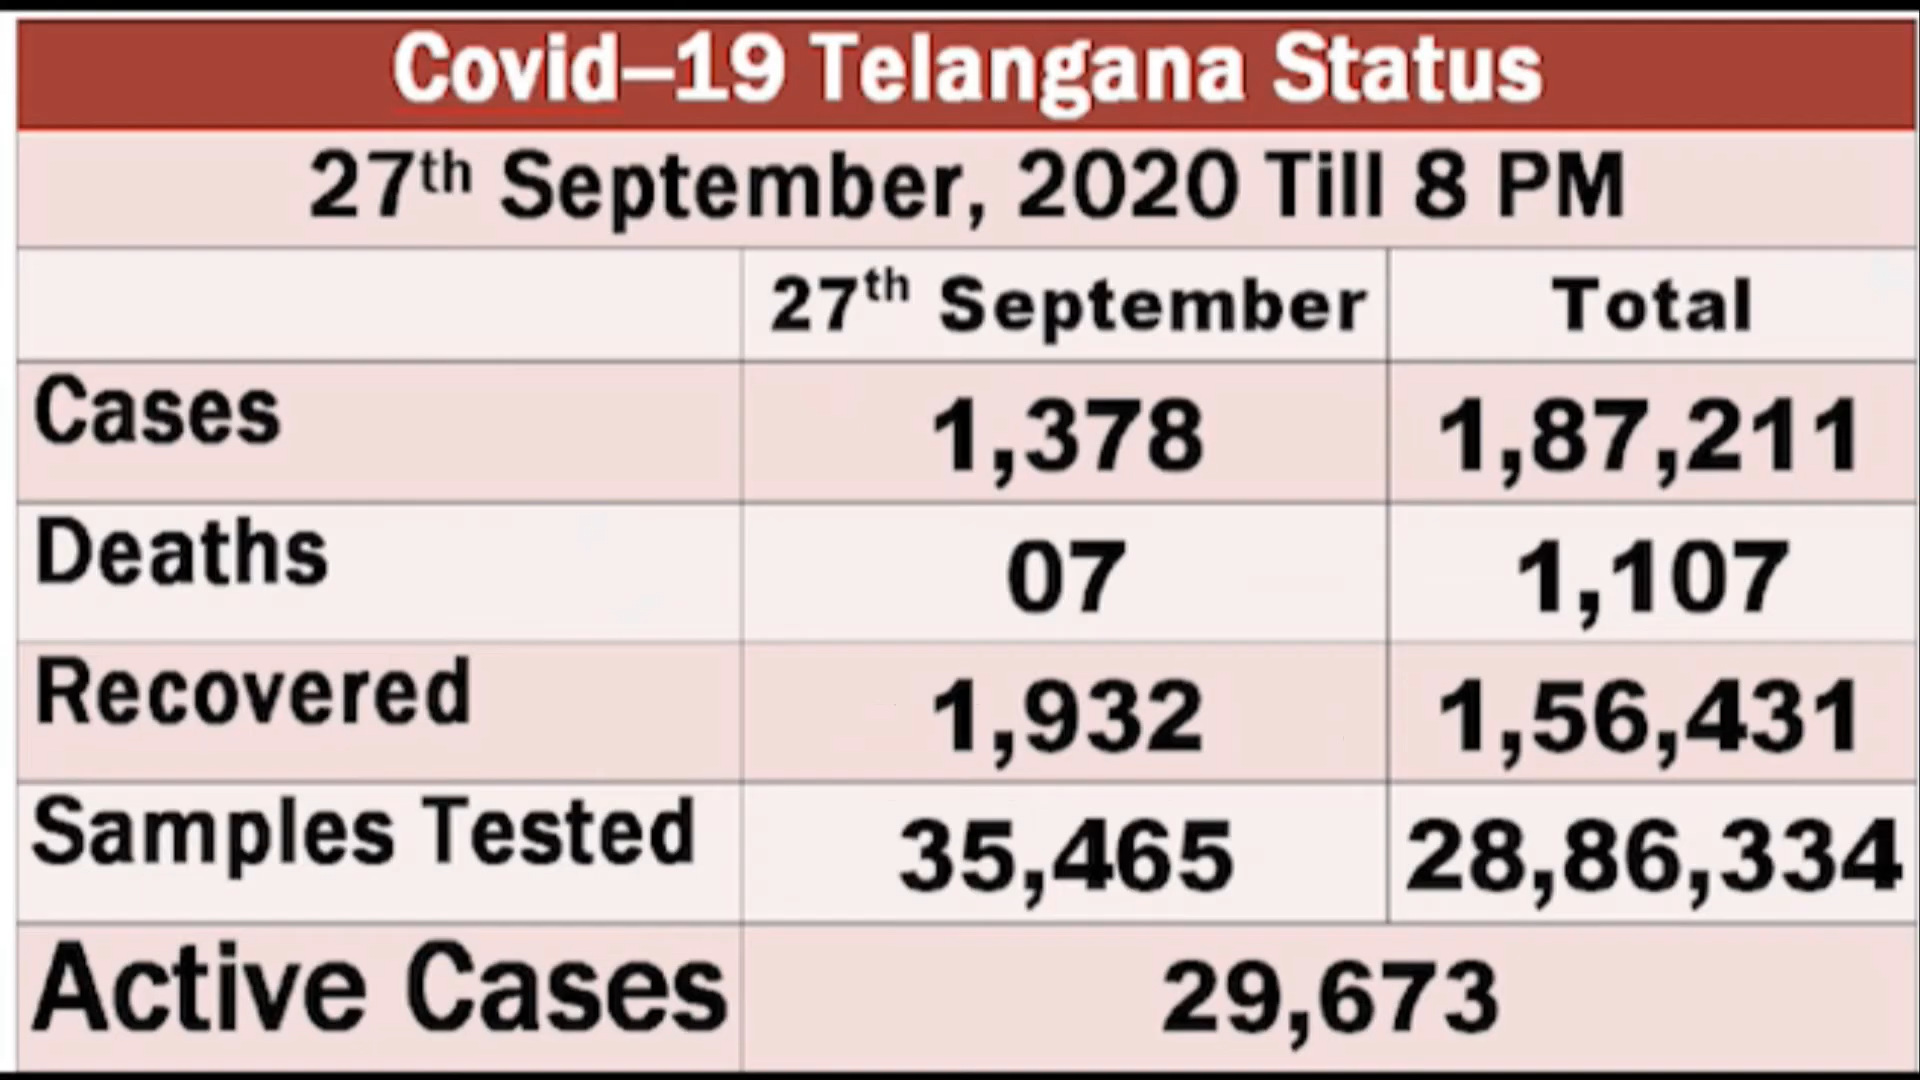 Covid–19 Telangana Status
27th September, 2020 Till 8 PM
27th September Total
Cases 1,378 1,87,211
Deaths 07 1,107
Recovered 1,932 1,56,431
Samples Tested 35,465 28,86,334
Active Cases 29,673